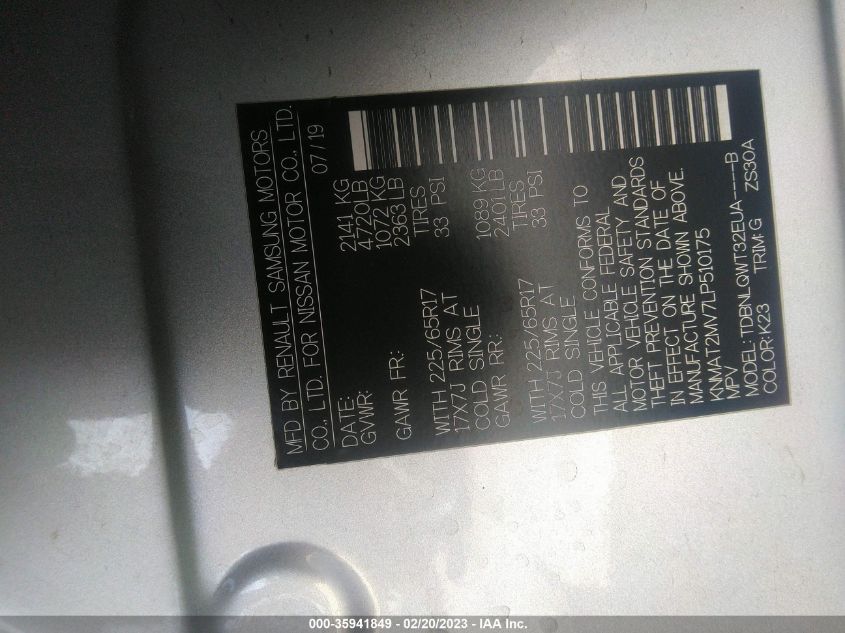 MFD BY RENAULT SAMSUNG MOTORS
CO., LTD. FOR NISSAN MOTOR CO., LTD.
DATE: 07/19
GVWR: 2141 KG
4720LB
GAWR FR.: 1072 KG
2363 LB
WITH 225/65R17 TIRES
17X7J RIMS AT 33 PSI
COLD SINGLE
GAWR RR.: 1089 KG
2401 LB
WITH 225/65R17 TIRES
17X7J RIMS AT 33 PSI
COLD SINGLE
THIS VEHICLE CONFORMS TO
ALL APPLICABLE FEDERAL
MOTOR VEHICLE SAFETY AND
THEFT PREVENTION STANDARDS
IN EFFECT ON THE DATE OF
MANUFACTURE SHOWN ABOVE.
KNMAT2MV7LP510175
MPV
MODEL: TDBNLQWT32EUA----B
COLOR: K23 TRIM: G ZS30A
000-35941849 - 02/20/2023 - IAA Inc.